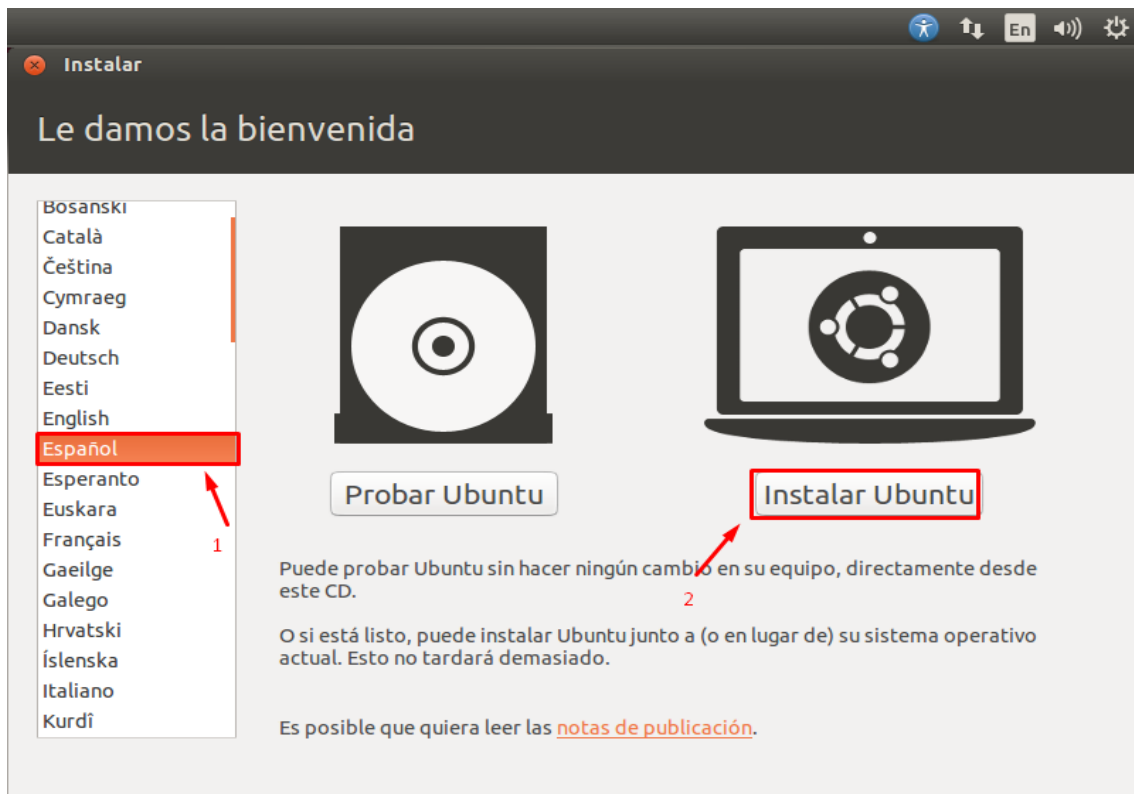 En
Instalar
Le damos la bienvenida
Bosanski
Català
Čeština
Cymraeg
Dansk
Deutsch
Eesti
English
Español
Esperanto
Euskara
Français
Gaeilge
Galego
Hrvatski
Íslenska
Italiano
Kurdî
1
Probar Ubuntu
Instalar Ubuntu
2
Puede probar Ubuntu sin hacer ningún cambio en su equipo, directamente desde
este CD.
O si está listo, puede instalar Ubuntu junto a (o en lugar de) su sistema operativo
actual. Esto no tardará demasiado.
Es posible que quiera leer las notas de publicación.